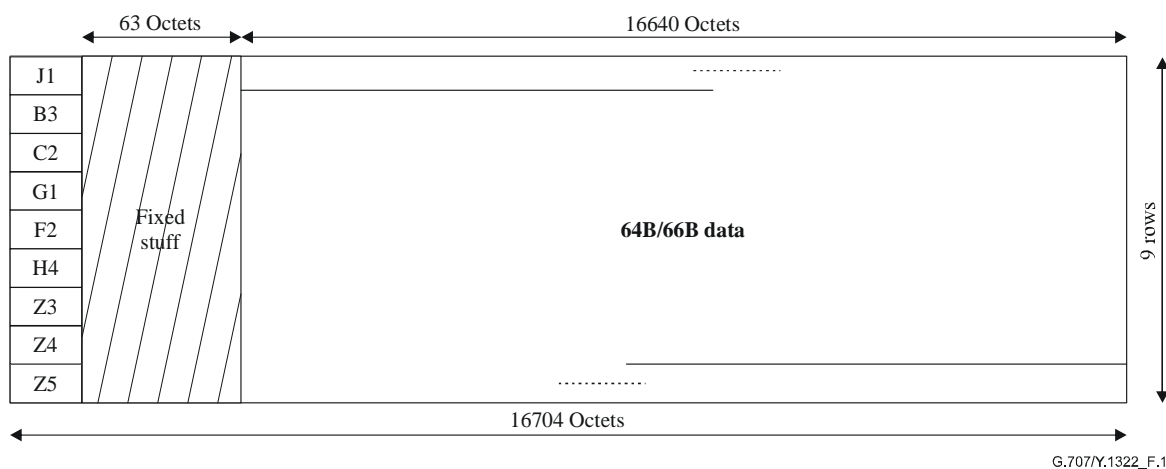 63 Octets
16640 Octets
J1
B3
C2
G1
F2
H4
Z3
Z4
Z5
Fixed
stuff
64B/66B data
9 rows
16704 Octets
G.707/Y.1322_F.1